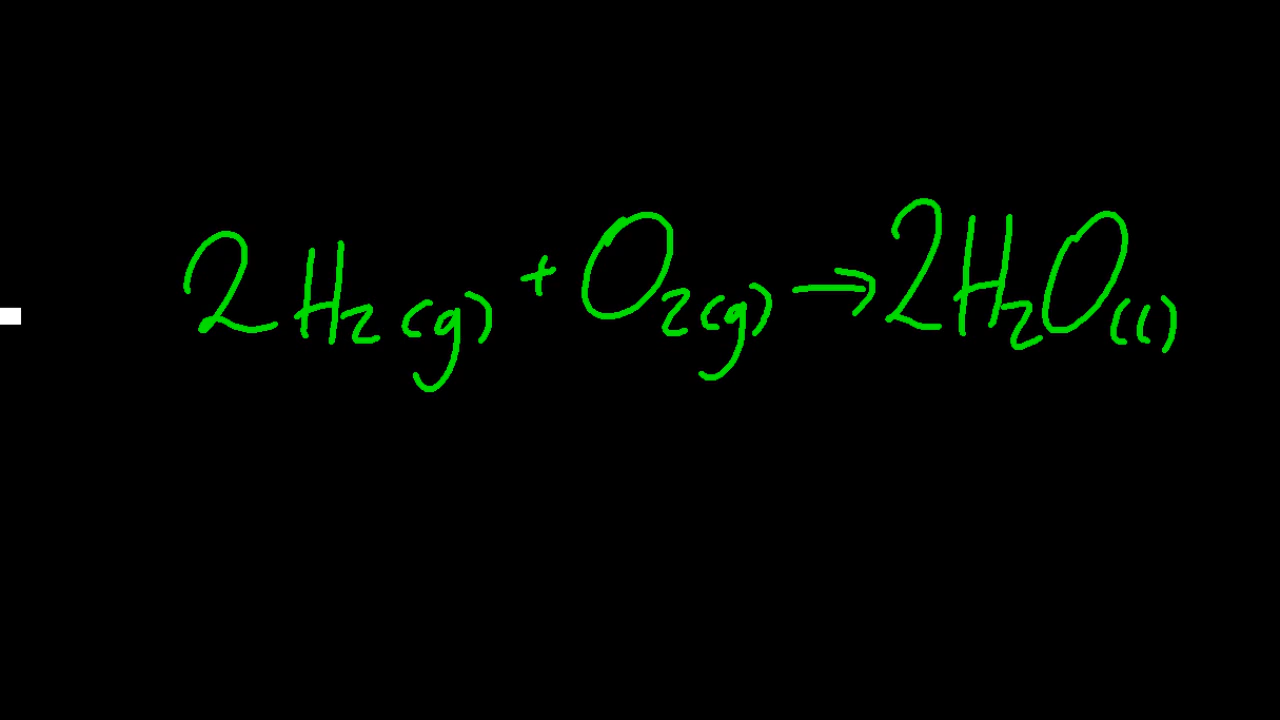 2H₂(g) + O₂(g) → 2H₂O(l)